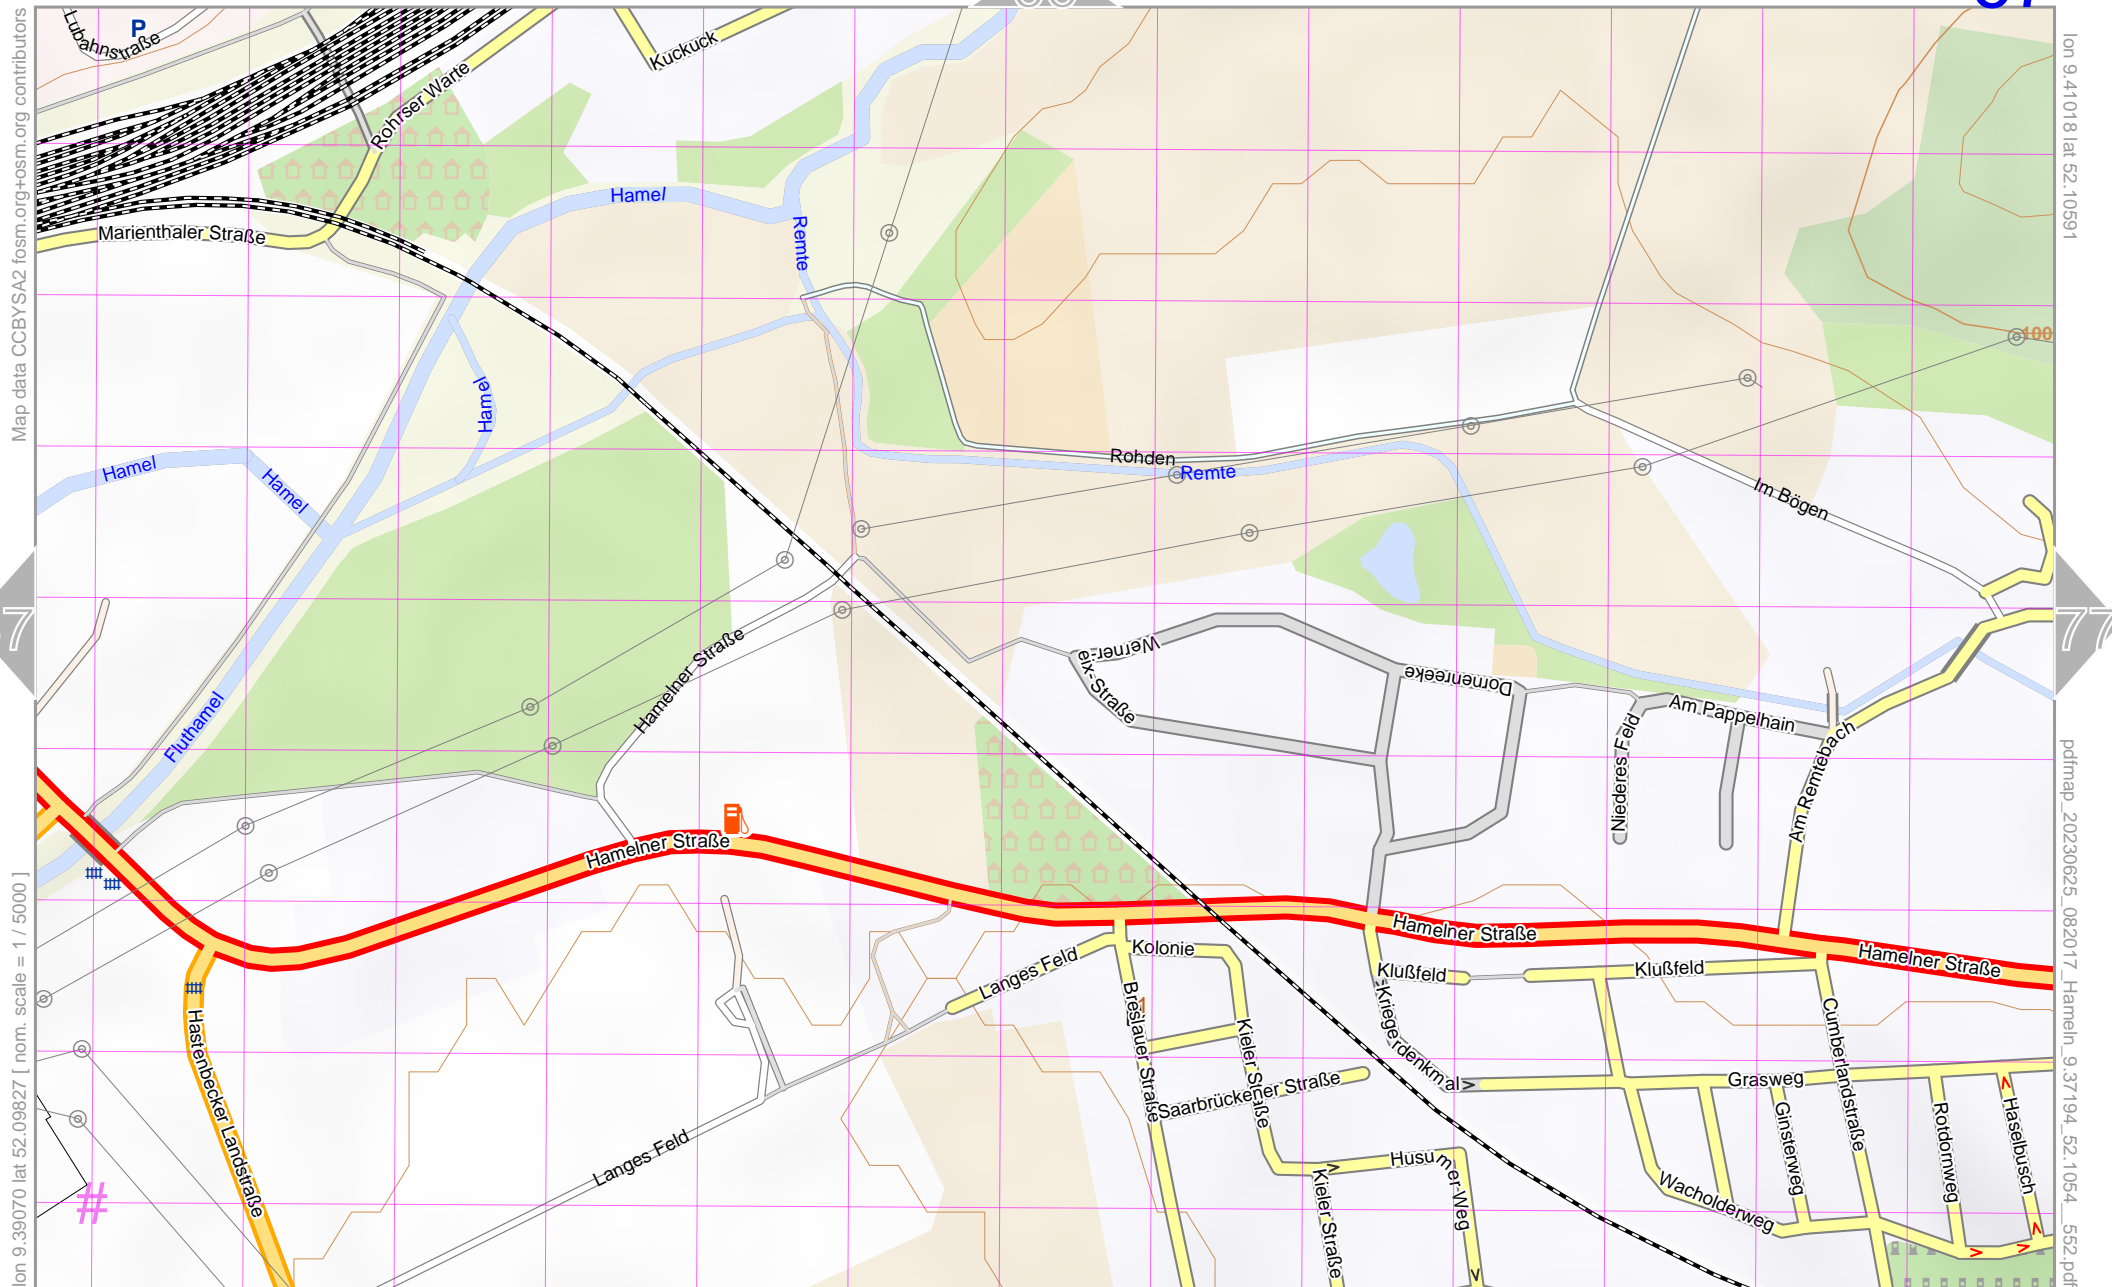 Lubahnstraße
P
Kuckuck
Rohrser Warte
Marienthaler Straße
Hamel
Remte
Hamel
Hamel
Hamel
100
Rohden
Remte
Im Bögen
Hamelner Straße
Werner-
eix-Straße
Dornenreeke
Fluthamel
Niederes Feld
Am Pappelhain
Am Remtebach
Hamelner Straße
Hamelner Straße
Hamelner Straße
Langes Feld
Kolonie
Klußfeld
Klußfeld
Kriegerdenkmal
Breslauer Straße
Kieler Straße
Saarbrückener Straße
Grasweg
Cumberlandstraße
Ginsterweg
Rotdornweg
Haselbusch
Hastenbecker Landstraße
Langes Feld
Husumer-Weg
Kieler Straße
Wacholderweg
#
77
Map data CCBYSA2 fosm.org+osm.org contributors
lon 9.39070 lat 52.09827 [ nom. scale = 1 / 5000 ]
lon 9.41018 lat 52.10591
pdfmap_20230625_082017_Hameln_9.37194_52.1054__552.pdf